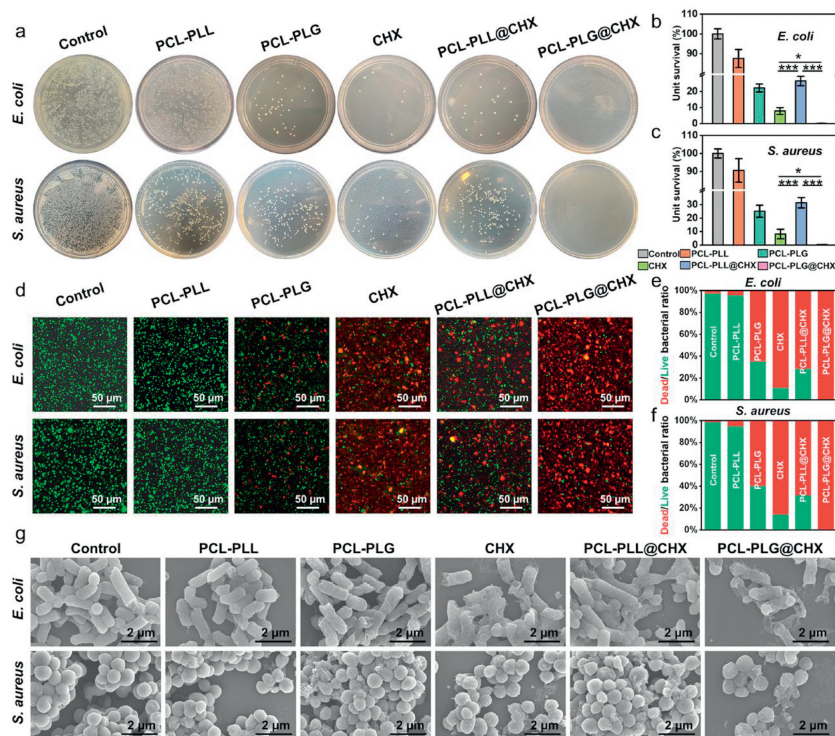 a
Control PCL-PLL PCL-PLG CHX PCL-PLL@CHX PCL-PLG@CHX
E. coli
S. aureus
b
Unit survival (%)
100
90
80
30
20
10
0
E. coli
*
*** ***
c
Unit survival (%)
100
90
80
30
20
10
0
S. aureus
*
*** ***
Control PCL-PLL PCL-PLG
CHX PCL-PLL@CHX PCL-PLG@CHX
d
Control PCL-PLL PCL-PLG CHX PCL-PLL@CHX PCL-PLG@CHX
E. coli
50 μm 50 μm 50 μm 50 μm 50 μm 50 μm
S. aureus
50 μm 50 μm 50 μm 50 μm 50 μm 50 μm
e
E. coli
Dead/Live bacterial ratio
100%
80%
60%
40%
20%
0%
Control PCL-PLL PCL-PLG CHX PCL-PLL@CHX PCL-PLG@CHX
f
S. aureus
Dead/Live bacterial ratio
100%
80%
60%
40%
20%
0%
Control PCL-PLL PCL-PLG CHX PCL-PLL@CHX PCL-PLG@CHX
g
Control PCL-PLL PCL-PLG CHX PCL-PLL@CHX PCL-PLG@CHX
E. coli
2 μm 2 μm 2 μm 2 μm 2 μm 2 μm
S. aureus
2 μm 2 μm 2 μm 2 μm 2 μm 2 μm